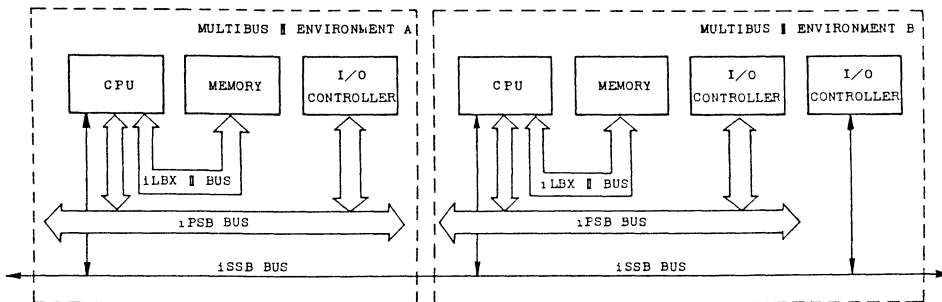 MULTIBUS II ENVIRONMENT A
CPU
MEMORY
I/O
CONTROLLER
iLBX II BUS
iPSB BUS
iSSB BUS
MULTIBUS II ENVIRONMENT B
CPU
MEMORY
I/O
CONTROLLER
I/O
CONTROLLER
iLBX II BUS
iPSB BUS
iSSB BUS